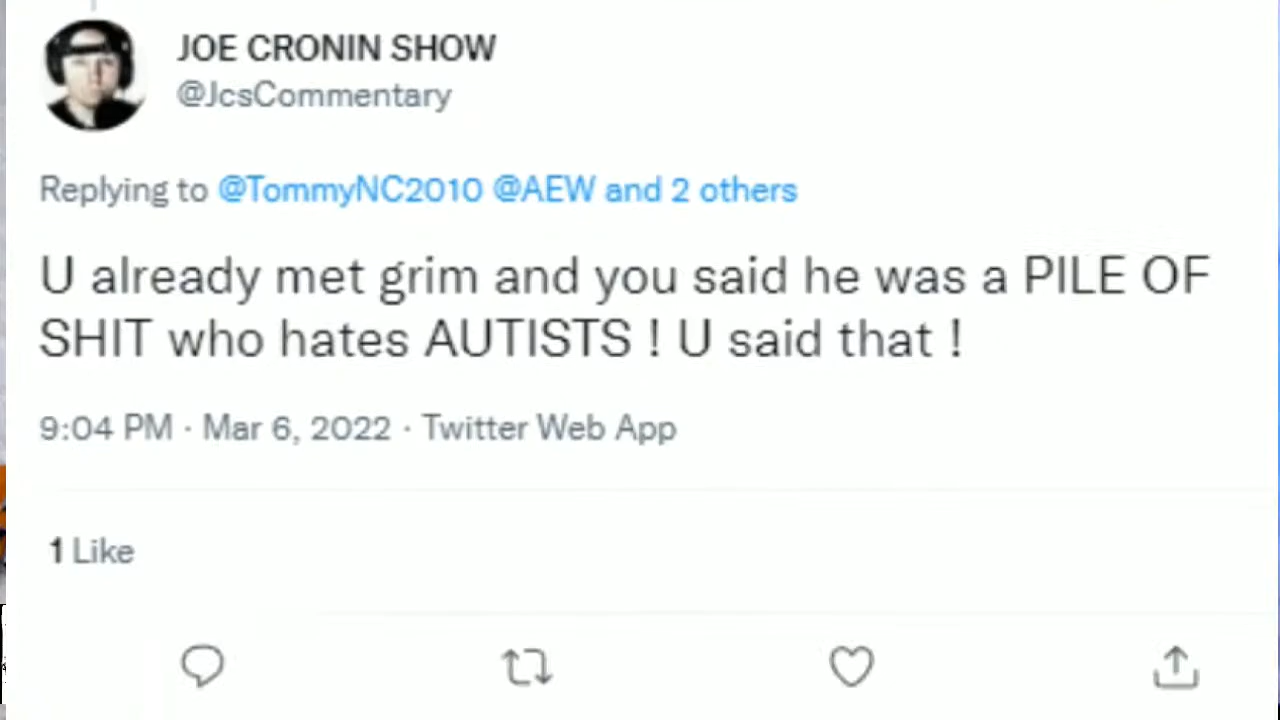 JOE CRONIN SHOW
@JcsCommentary
Replying to @TommyNC2010 @AEW and 2 others
U already met grim and you said he was a PILE OF
SHIT who hates AUTISTS ! U said that !
9:04 PM · Mar 6, 2022 · Twitter Web App
1 Like